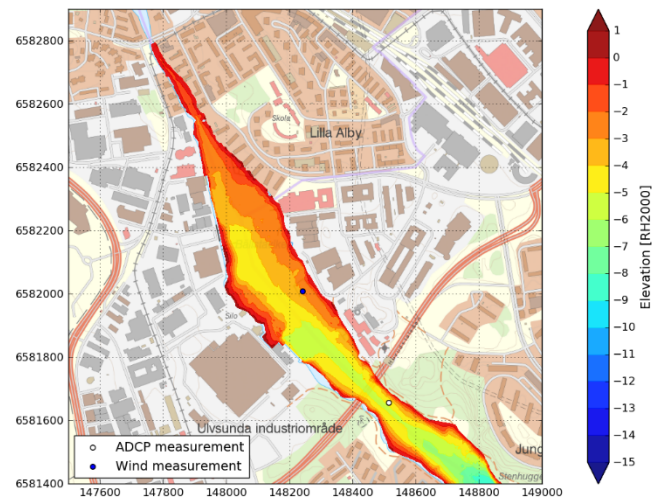 6582800
6582600
6582400
6582200
6582000
6581800
6581600
6581400
147600 147800 148000 148200 148400 148600 148800 149000
Skola
Lilla Alby
Silo
Ulvsunda industriområde
Jung
Stenhugge
ADCP measurement
Wind measurement
1
0
−1
−2
−3
−4
−5
−6
−7
−8
−9
−10
−11
−12
−13
−14
−15
Elevation [RH2000]